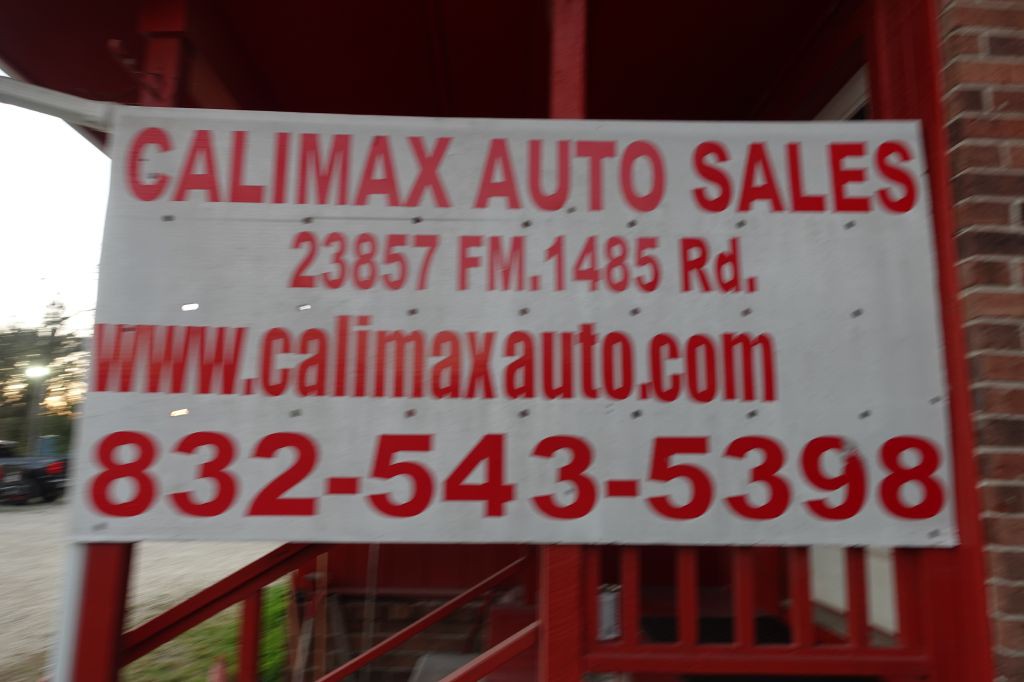 CALIMAX AUTO SALES
23857 FM.1485 Rd.
www.calimaxauto.com
832-543-5398